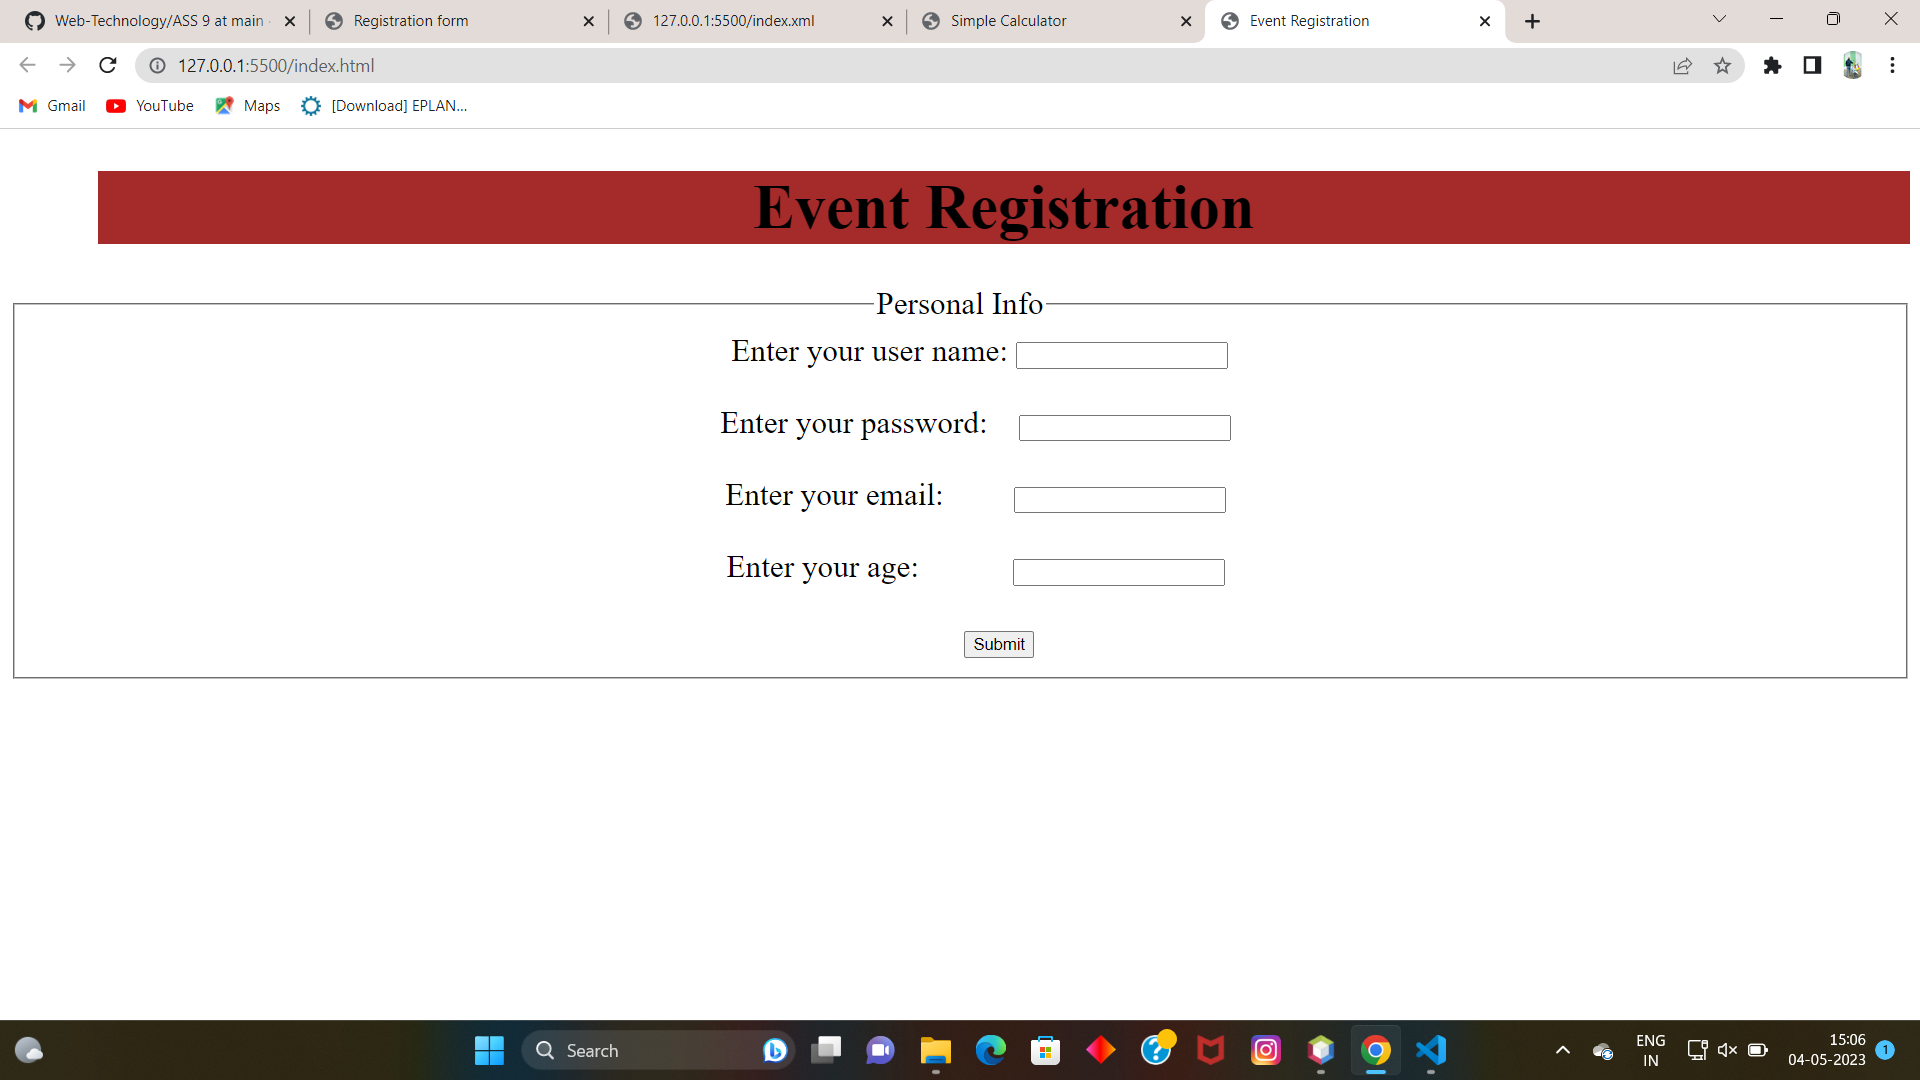 Web-Technology/ASS 9 at main
Registration form
127.0.0.1:5500/index.xml
Simple Calculator
Event Registration
127.0.0.1:5500/index.html
Gmail
YouTube
Maps
[Download] EPLAN...
Event Registration
Personal Info
Enter your user name:
Enter your password:
Enter your email:
Enter your age:
Submit
Search
ENG
IN
15:06
04-05-2023
1